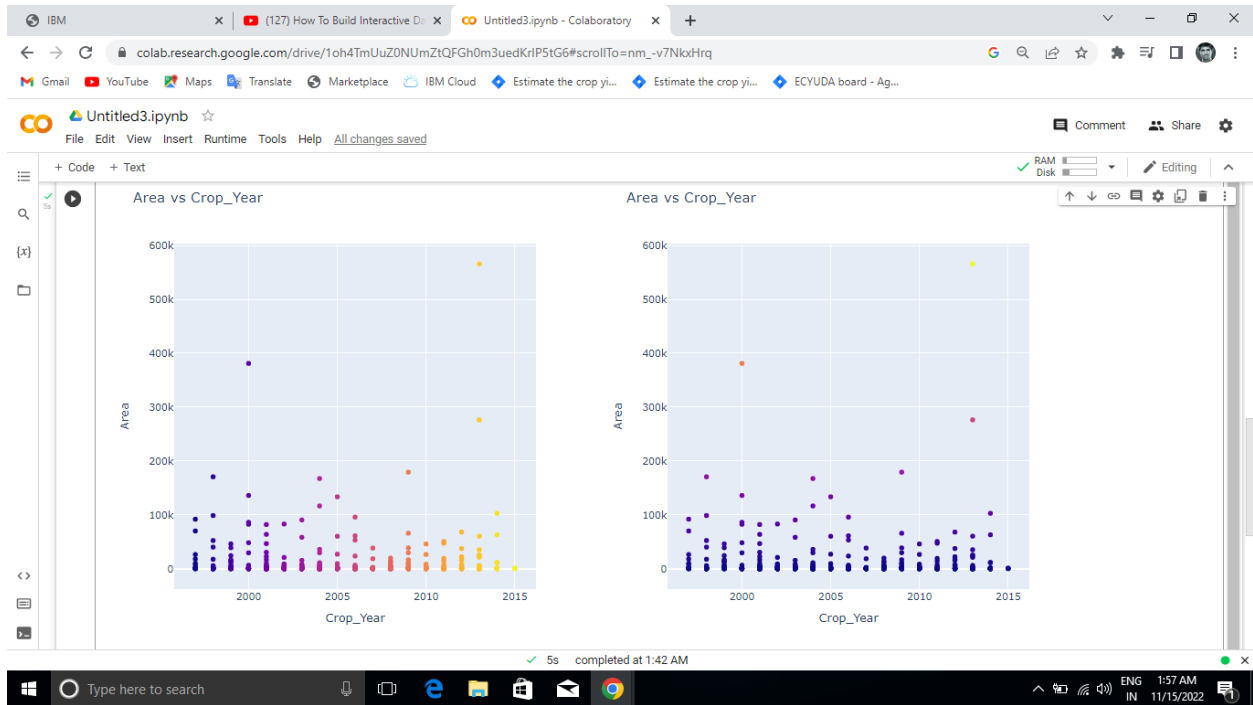 IBM
(127) How To Build Interactive Da
Untitled3.ipynb - Colaboratory
colab.research.google.com/drive/1oh4TmUuZ0NUmZtQFGh0m3uedKrIP5tG6#scrollTo=nm_-v7NkxHrq
Gmail YouTube Maps Translate Marketplace IBM Cloud Estimate the crop yi... Estimate the crop yi... ECYUDA board - Ag...
CO Untitled3.ipynb
File Edit View Insert Runtime Tools Help All changes saved
Comment Share
+ Code + Text
RAM
Disk
Editing
{x}
5s
Area vs Crop_Year
600k
500k
400k
300k
200k
100k
0
Area
2000 2005 2010 2015
Crop_Year
Area vs Crop_Year
600k
500k
400k
300k
200k
100k
0
Area
2000 2005 2010 2015
Crop_Year
5s completed at 1:42 AM
Type here to search
ENG
IN
1:57 AM
11/15/2022
1